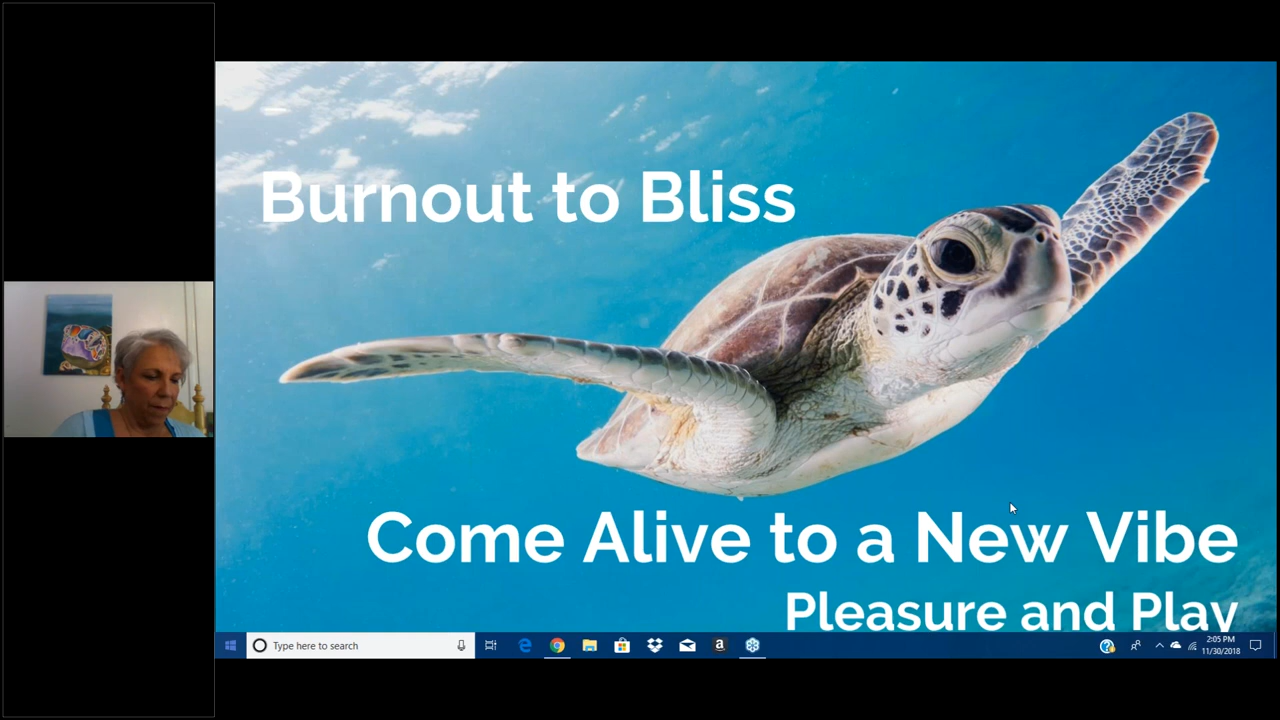 Burnout to Bliss
Come Alive to a New Vibe
Pleasure and Play
Type here to search
2:05 PM
11/30/2018